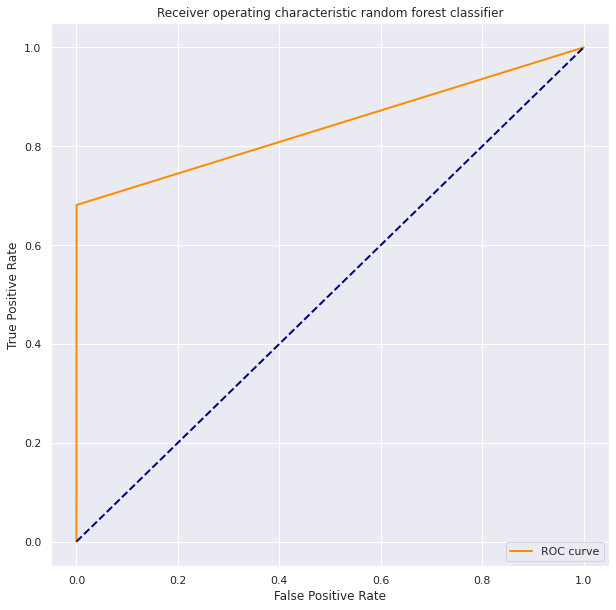 Receiver operating characteristic random forest classifier
1.0
0.8
0.6
0.4
0.2
0.0
True Positive Rate
0.0 0.2 0.4 0.6 0.8 1.0
False Positive Rate
ROC curve